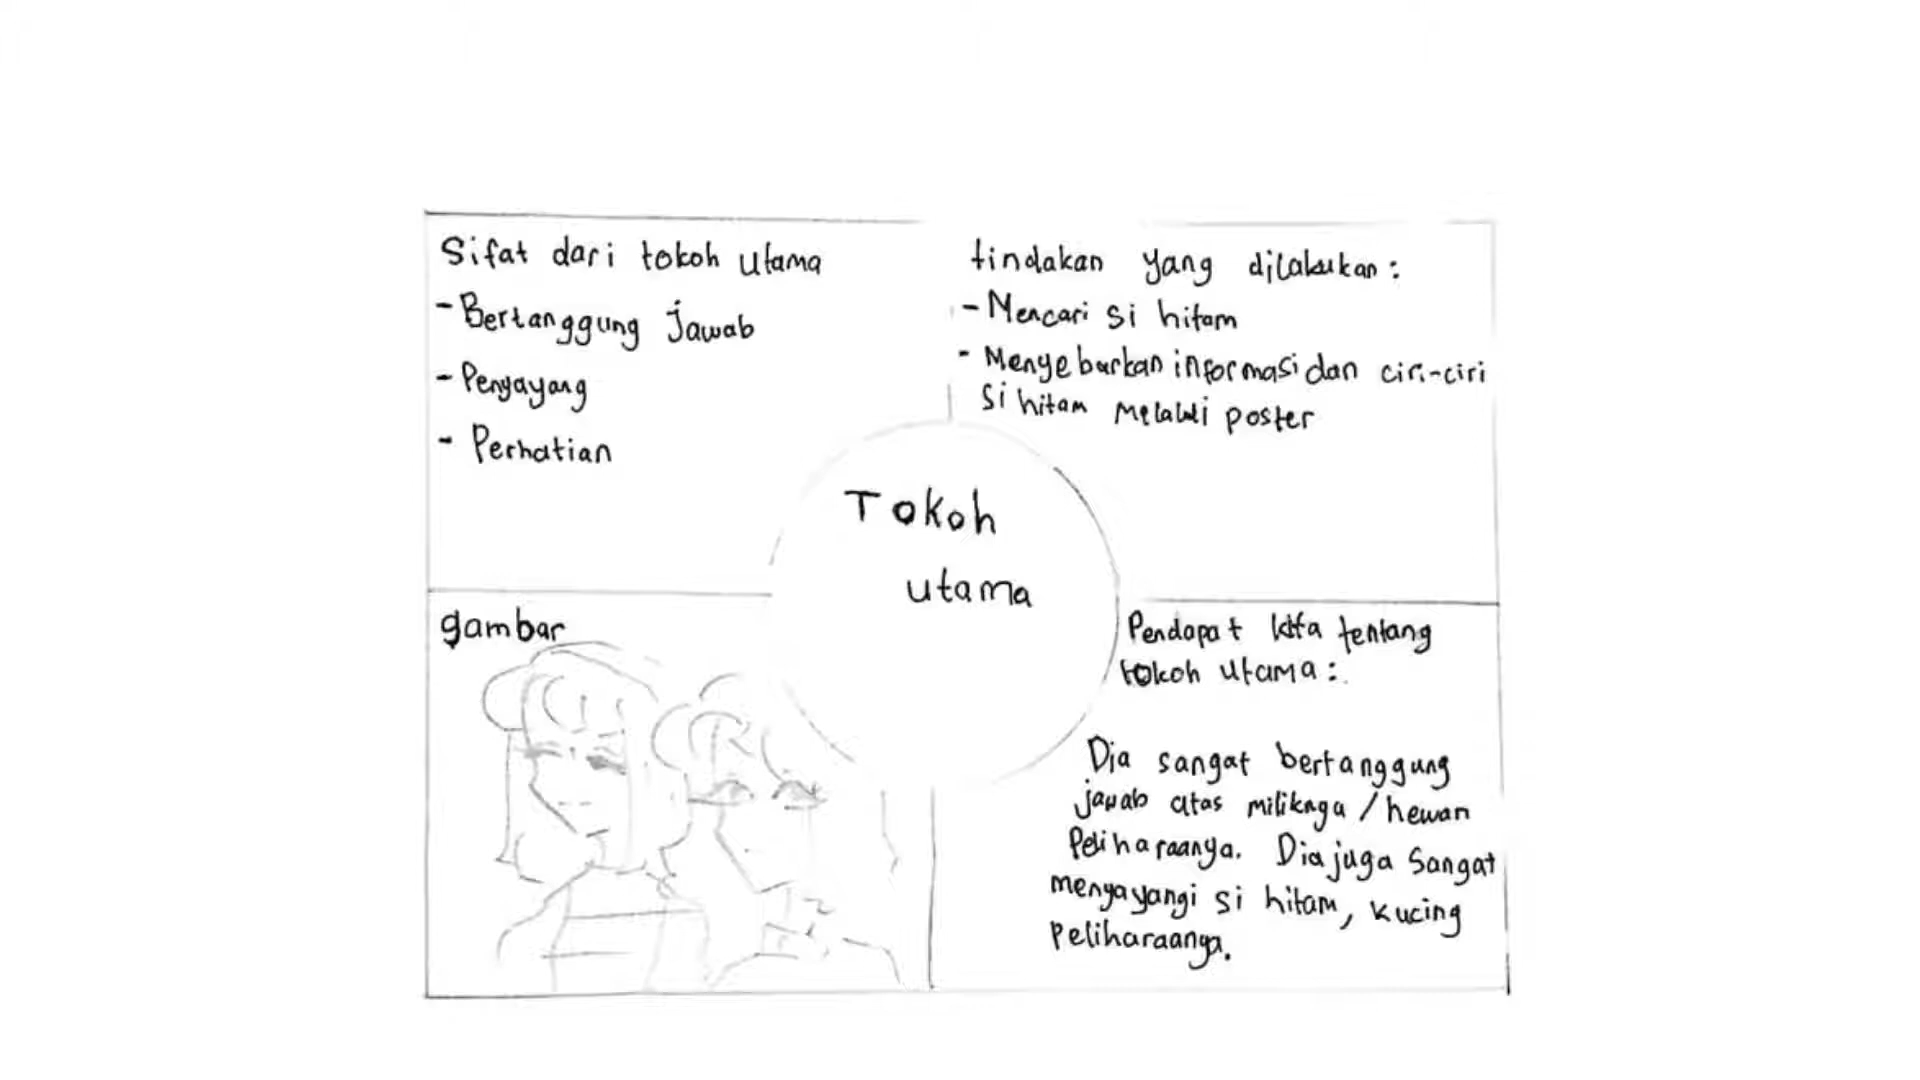 Sifat dari tokoh utama
- Bertanggung jawab
- Penyayang
- Perhatian
tindakan yang dilakukan :
- Mencari si hitam
- Menyebarkan informasi dan ciri-ciri
si hitam melalui poster
Tokoh
utama
gambar
Pendapat kita tentang
tokoh utama :
Dia sangat bertanggung
jawab atas miliknya / hewan
Peliharaanya. Dia juga sangat
menyayangi si hitam, kucing
Peliharaanya.